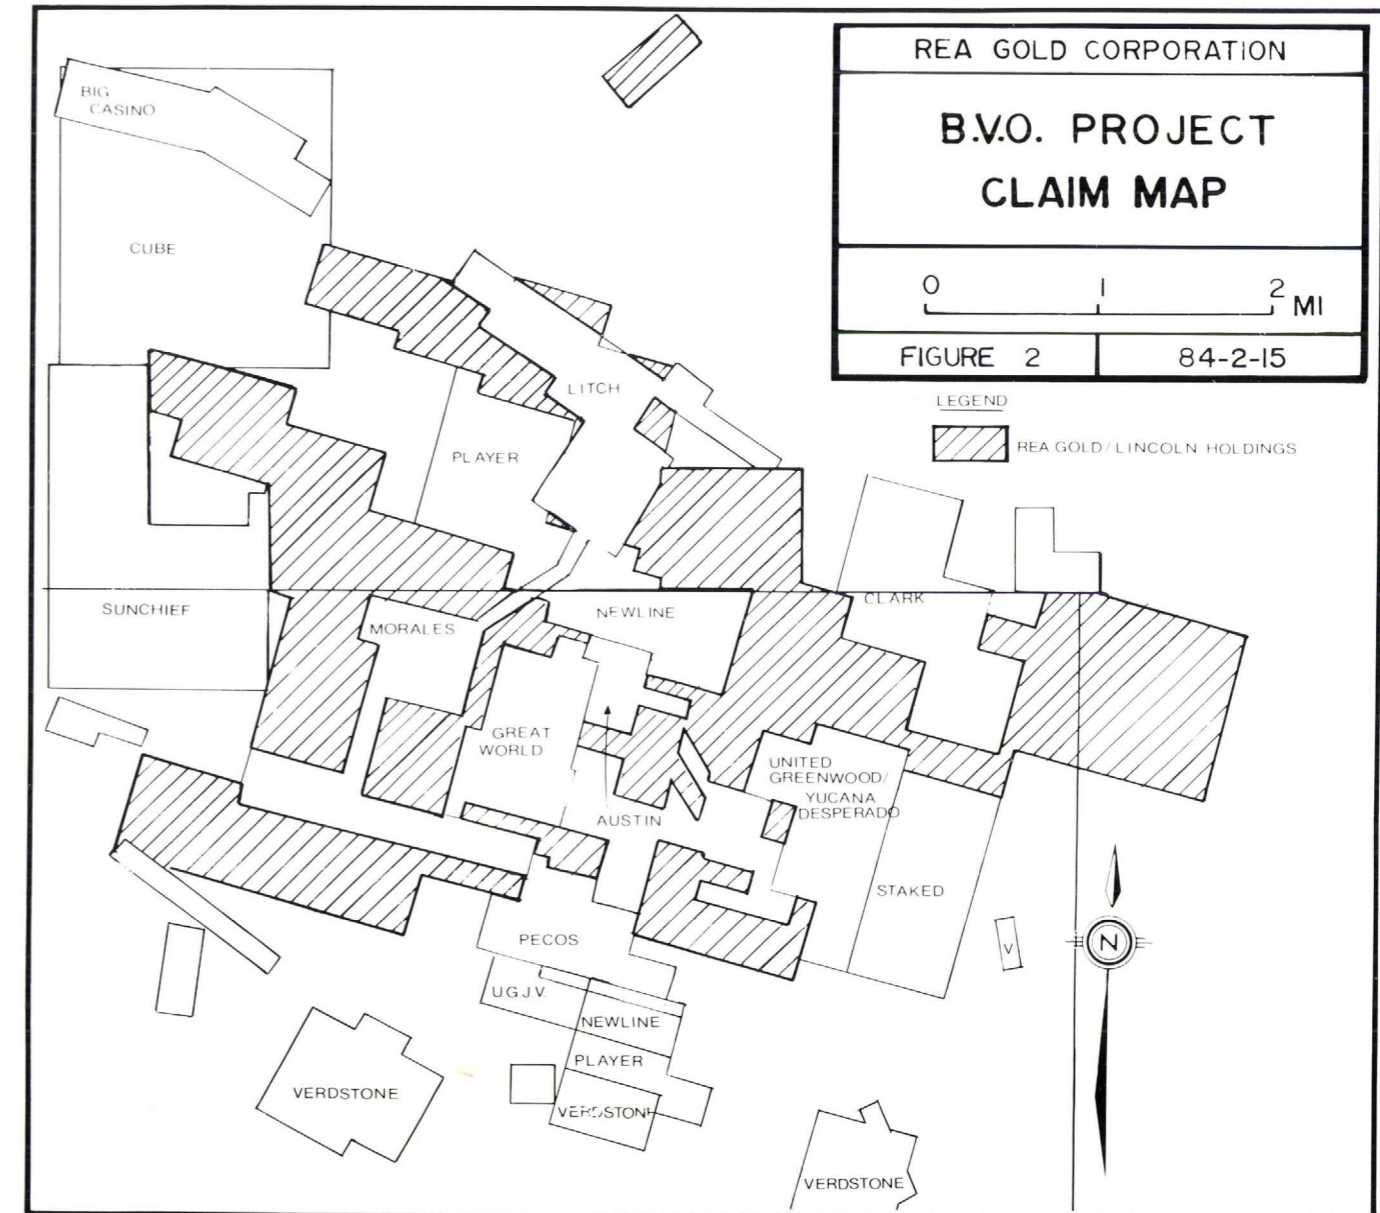 REA GOLD CORPORATION
B.V.O. PROJECT
CLAIM MAP
0 1 2 MI
FIGURE 2 84-2-15
LEGEND
REA GOLD/LINCOLN HOLDINGS
BIG
CASINO
CUBE
LITCH
PLAYER
SUNCHIEF
MORALES
NEWLINE
CLARK
GREAT
WORLD
UNITED
GREENWOOD/
YUCANA
DESPERADO
AUSTIN
STAKED
PECOS
V
N
U.G.J.V.
NEWLINE
PLAYER
VERDSTONE
VERDSTONE
VERDSTONE